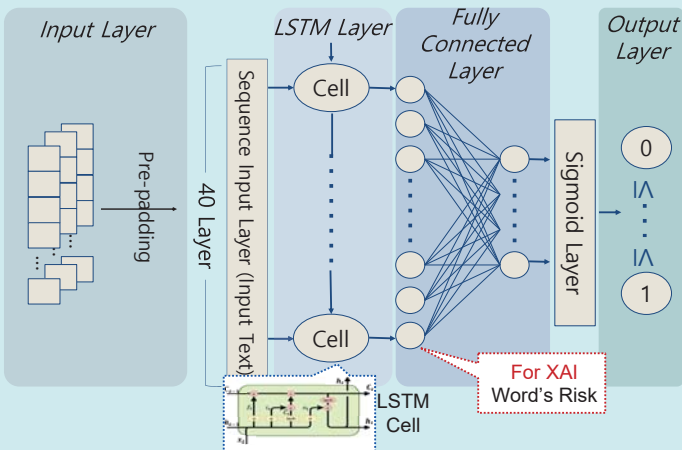 Input Layer
Pre-padding
40 Layer
Sequence Input Layer (Input Text)
LSTM Layer
Cell
Cell
LSTM
Cell
Fully
Connected
Layer
For XAI
Word's Risk
Sigmoid Layer
Output
Layer
0
≤
≤
1